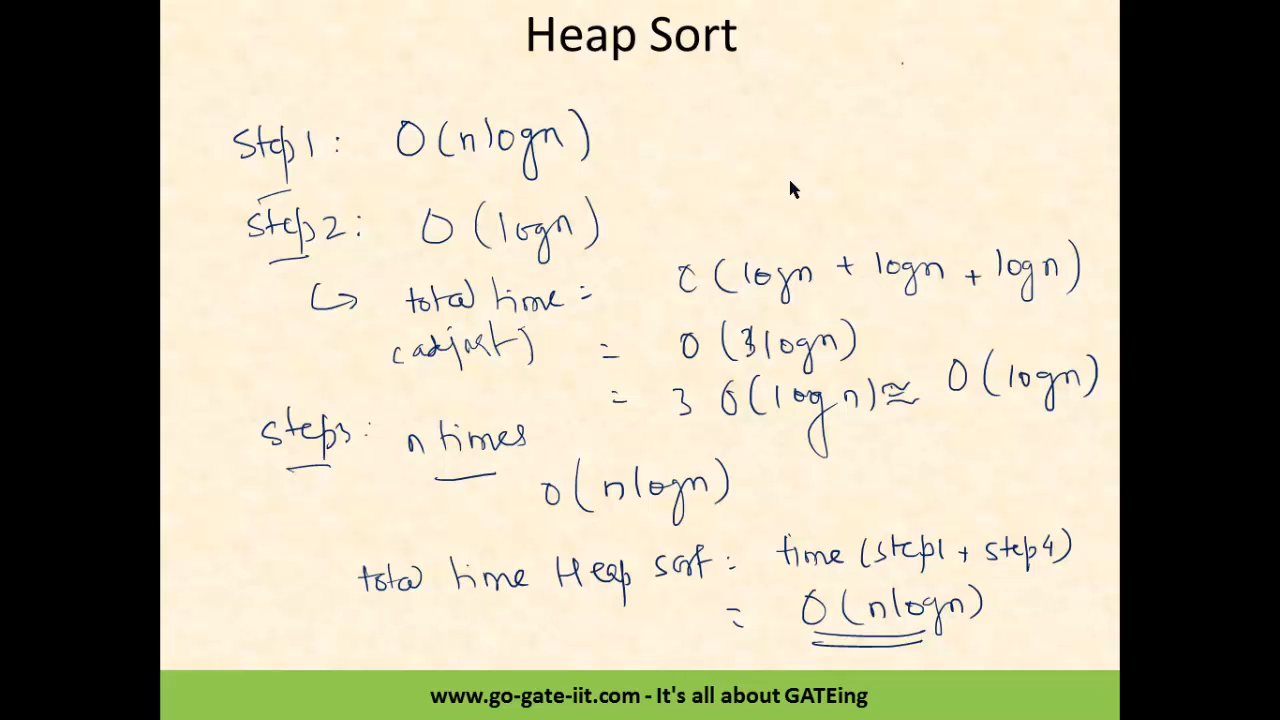 Heap Sort
Step1: O(nlogn)
Step2: O(logn)
total time = O(logn + logn + logn)
(adjust) = O(3logn)
= 3 O(logn) ≅ O(logn)
Step3: n times
O(nlogn)
total time Heap sort = time (step1 + step4)
= O(nlogn)
www.go-gate-iit.com - It's all about GATEing